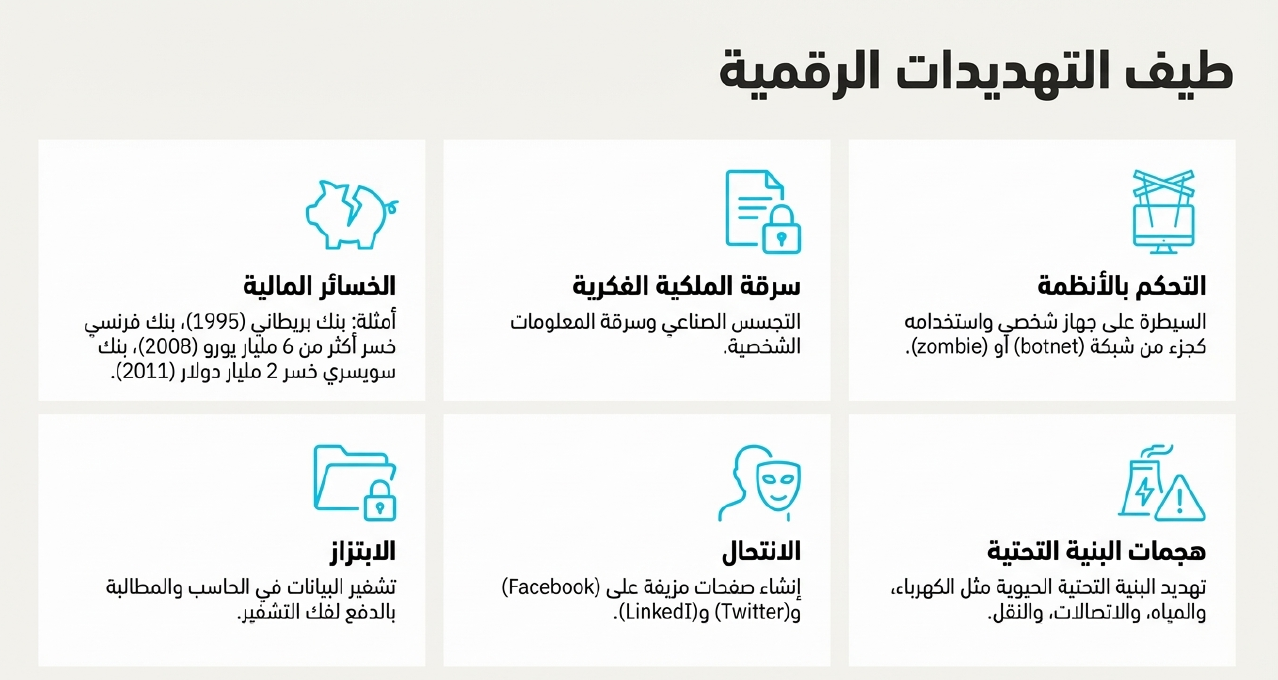 طيف التهديدات الرقمية
التحكم بالأنظمة
السيطرة على جهاز شخصي واستخدامه
كجزء من شبكة (botnet) أو (zombie).
سرقة الملكية الفكرية
التجسس الصناعي وسرقة المعلومات
الشخصية.
الخسائر المالية
أمثلة: بنك بريطاني (1995)، بنك فرنسي
خسر أكثر من 6 مليار يورو (2008)، بنك
سويسري خسر 2 مليار دولار (2011).
هجمات البنية التحتية
تهديد البنية التحتية الحيوية مثل الكهرباء،
والمياه، والاتصالات، والنقل.
الانتحال
إنشاء صفحات مزيفة على (Facebook)
و(Twitter) و(LinkedI).
الابتزاز
تشفير البيانات في الحاسب والمطالبة
بالدفع لفك التشفير.